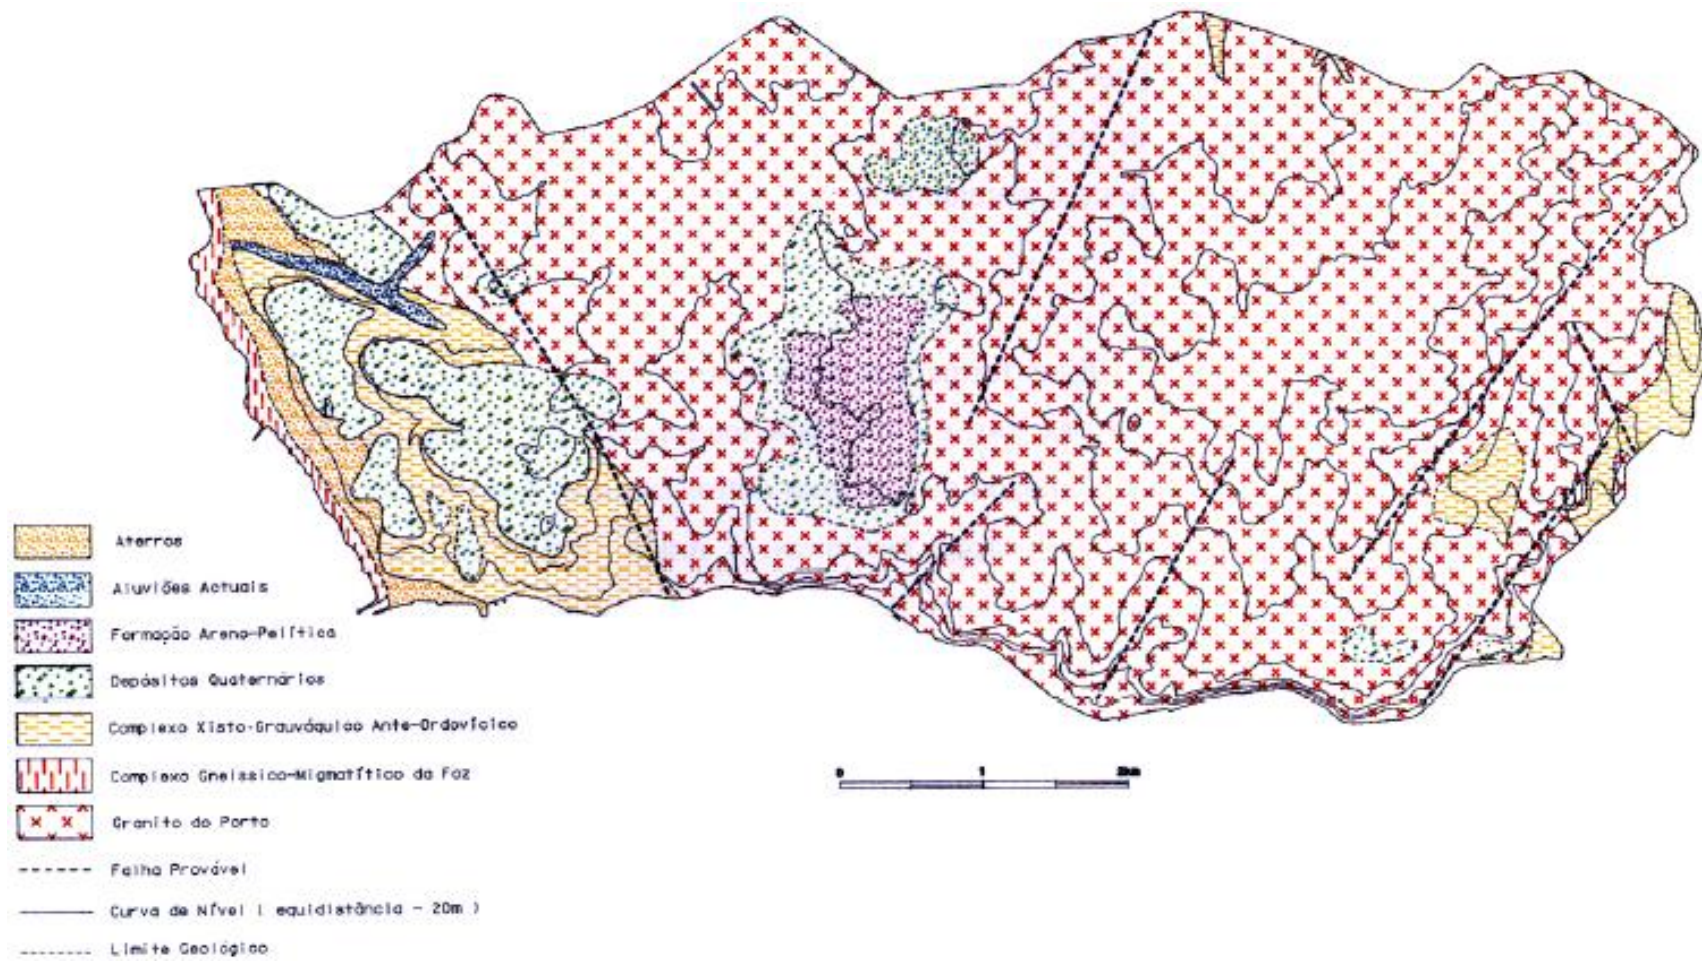 Aterros
Aluviões Actuais
Formação Areno-Pelítica
Depósitos Quaternários
Complexo Xisto-Grauváquico Ante-Ordovícico
Complexo Gneissico-Migmatítico da Foz
Granito do Porto
Falha Provável
Curva de Nível ( equidistância - 20m )
Limite Geológico
0 1 2km